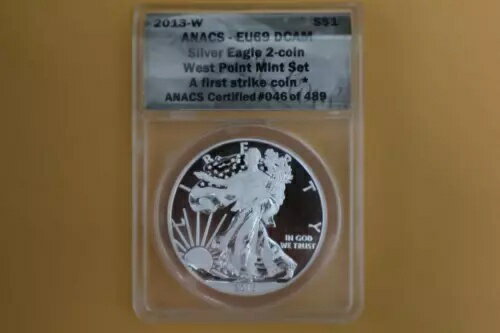 2013-W S$1
ANACS - EU69 DCAM
Silver Eagle 2-coin
West Point Mint Set
A first strike coin *
ANACS Certified #046 of 489
LIBERTY
IN GOD
WE TRUST
2013